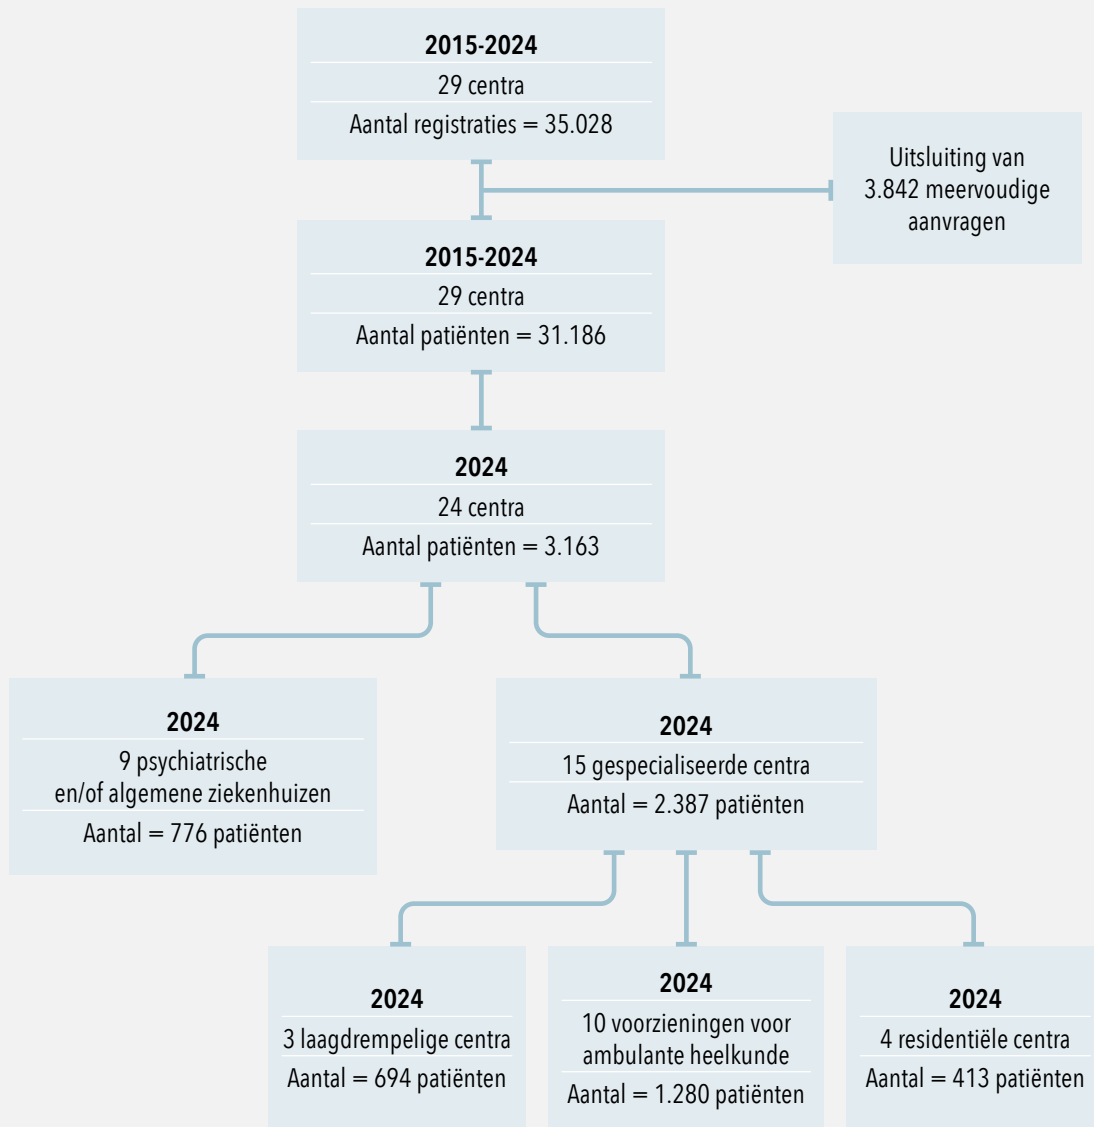 2015-2024
29 centra
Aantal registraties = 35.028
Uitsluiting van
3.842 meervoudige
aanvragen
2015-2024
29 centra
Aantal patiënten = 31.186
2024
24 centra
Aantal patiënten = 3.163
2024
9 psychiatrische
en/of algemene ziekenhuizen
Aantal = 776 patiënten
2024
15 gespecialiseerde centra
Aantal = 2.387 patiënten
2024
3 laagdrempelige centra
Aantal = 694 patiënten
2024
10 voorzieningen voor
ambulante heelkunde
Aantal = 1.280 patiënten
2024
4 residentiële centra
Aantal = 413 patiënten